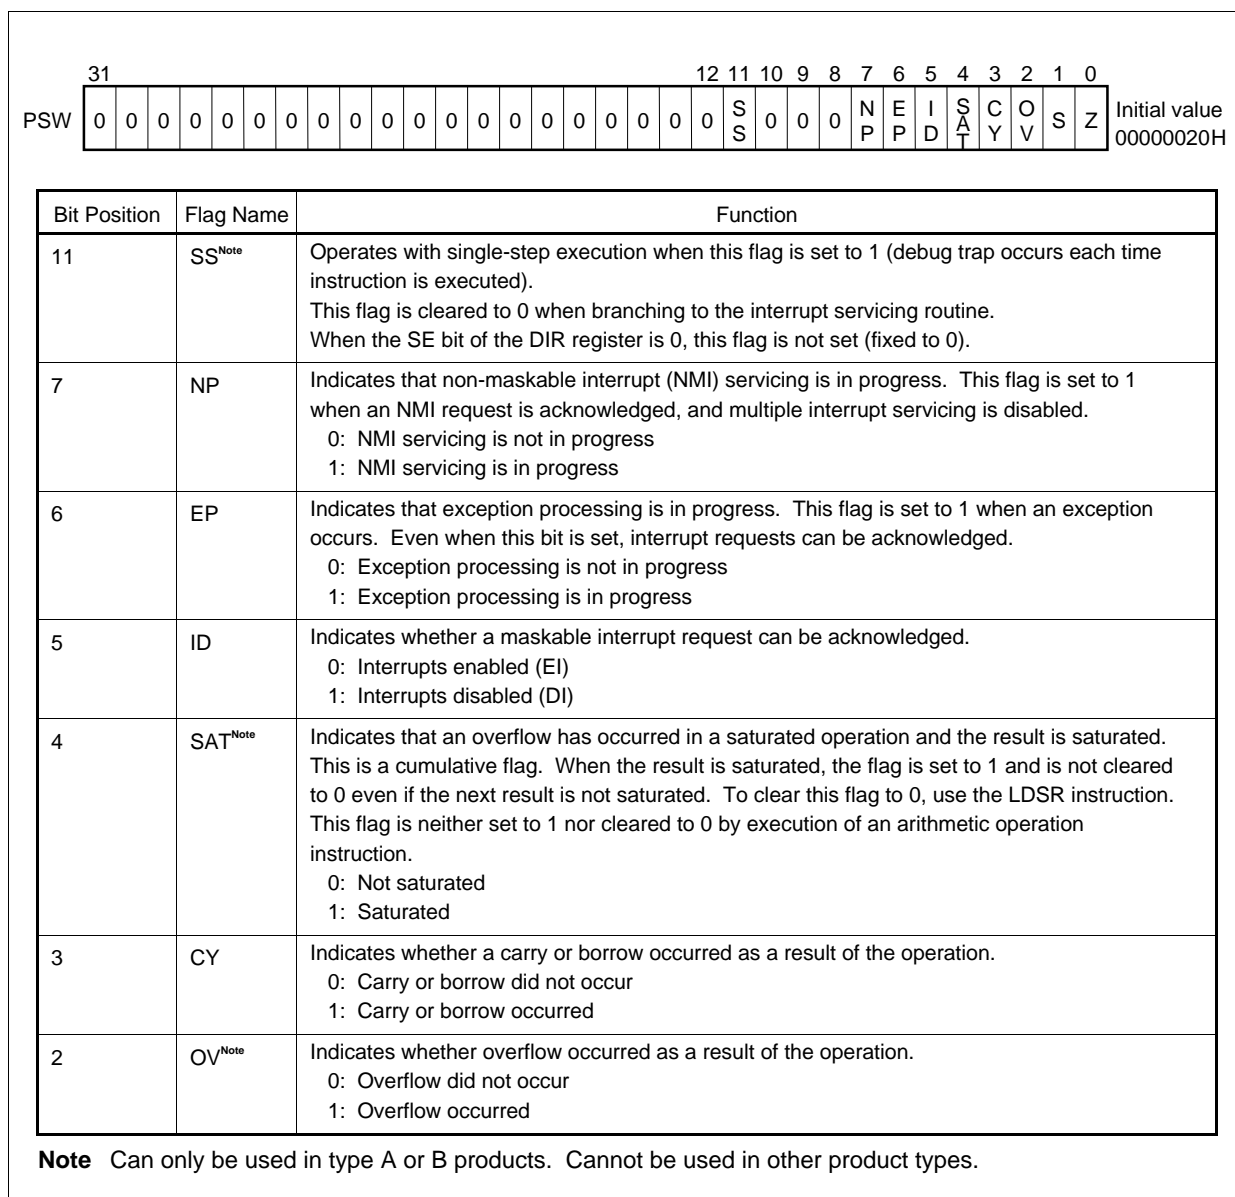 31 12 11 10 9 8 7 6 5 4 3 2 1 0
PSW 0 0 0 0 0 0 0 0 0 0 0 0 0 0 0 0 0 0 0 0 SS 0 0 0 NP EP ID SAT CY OV S Z Initial value
00000020H
Bit Position Flag Name Function
11 SSNote Operates with single-step execution when this flag is set to 1 (debug trap occurs each time
instruction is executed).
This flag is cleared to 0 when branching to the interrupt servicing routine.
When the SE bit of the DIR register is 0, this flag is not set (fixed to 0).
7 NP Indicates that non-maskable interrupt (NMI) servicing is in progress. This flag is set to 1
when an NMI request is acknowledged, and multiple interrupt servicing is disabled.
0: NMI servicing is not in progress
1: NMI servicing is in progress
6 EP Indicates that exception processing is in progress. This flag is set to 1 when an exception
occurs. Even when this bit is set, interrupt requests can be acknowledged.
0: Exception processing is not in progress
1: Exception processing is in progress
5 ID Indicates whether a maskable interrupt request can be acknowledged.
0: Interrupts enabled (EI)
1: Interrupts disabled (DI)
4 SATNote Indicates that an overflow has occurred in a saturated operation and the result is saturated.
This is a cumulative flag. When the result is saturated, the flag is set to 1 and is not cleared
to 0 even if the next result is not saturated. To clear this flag to 0, use the LDSR instruction.
This flag is neither set to 1 nor cleared to 0 by execution of an arithmetic operation
instruction.
0: Not saturated
1: Saturated
3 CY Indicates whether a carry or borrow occurred as a result of the operation.
0: Carry or borrow did not occur
1: Carry or borrow occurred
2 OVNote Indicates whether overflow occurred as a result of the operation.
0: Overflow did not occur
1: Overflow occurred
Note Can only be used in type A or B products. Cannot be used in other product types.